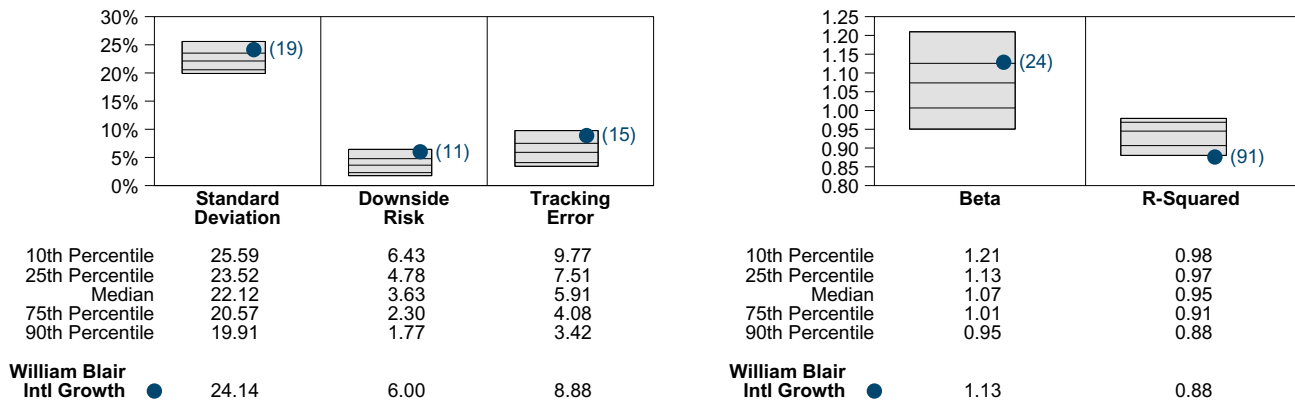 30%
25%
20%
15%
10%
5%
0%
(19)
(11)
(15)
Standard Deviation
Downside Risk
Tracking Error
10th Percentile 25.59 6.43 9.77
25th Percentile 23.52 4.78 7.51
Median 22.12 3.63 5.91
75th Percentile 20.57 2.30 4.08
90th Percentile 19.91 1.77 3.42
William Blair
Intl Growth 24.14 6.00 8.88
1.25
1.20
1.15
1.10
1.05
1.00
0.95
0.90
0.85
0.80
(24)
(91)
Beta R-Squared
10th Percentile 1.21 0.98
25th Percentile 1.13 0.97
Median 1.07 0.95
75th Percentile 1.01 0.91
90th Percentile 0.95 0.88
William Blair
Intl Growth 1.13 0.88